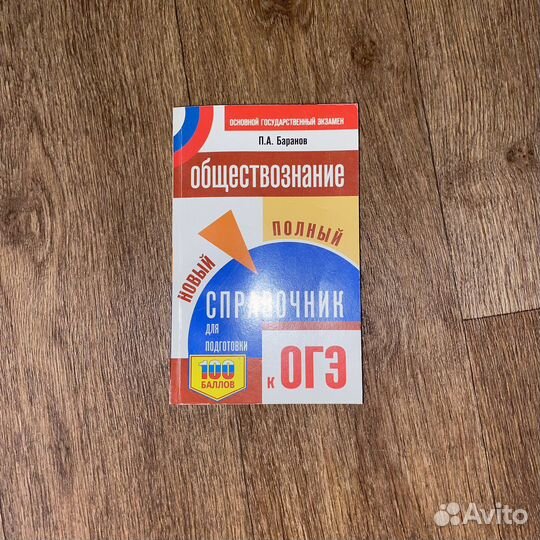 ОСНОВНОЙ ГОСУДАРСТВЕННЫЙ ЭКЗАМЕН
П.А. Баранов
ОБЩЕСТВОЗНАНИЕ
НОВЫЙ
ПОЛНЫЙ
СПРАВОЧНИК
ДЛЯ
ПОДГОТОВКИ
100
БАЛЛОВ
К ОГЭ
Avito